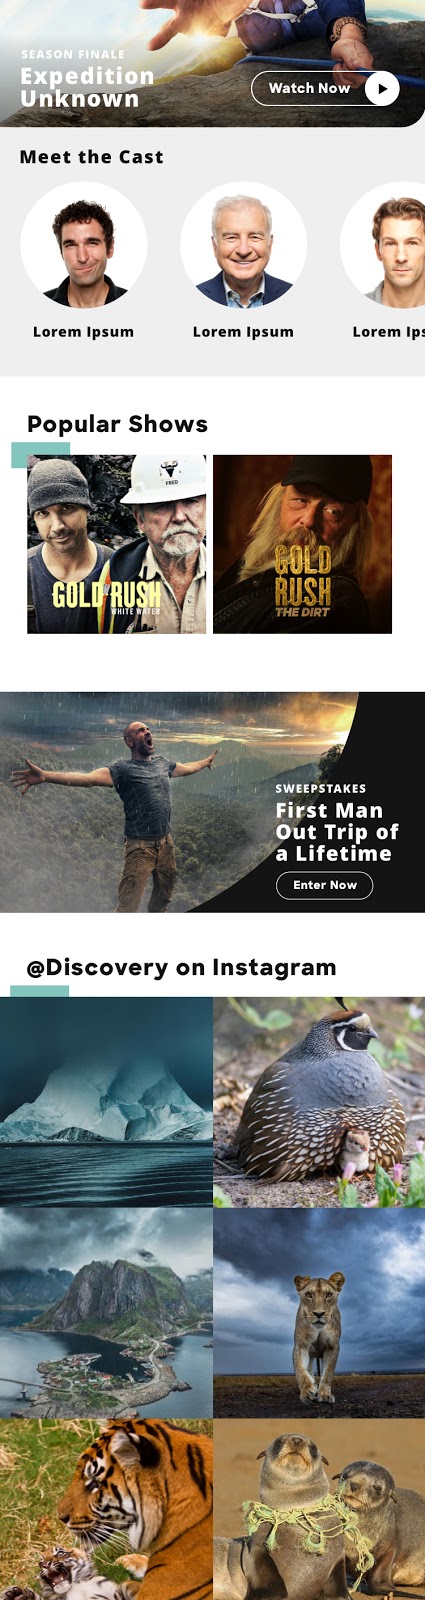 SEASON FINALE
Expedition
Unknown
Watch Now
Meet the Cast
Lorem Ipsum
Lorem Ipsum
Lorem Ips
Popular Shows
FRED
GOLD RUSH
WHITE WATER
GOLD
RUSH
THE DIRT
SWEEPSTAKES
First Man
Out Trip of
a Lifetime
Enter Now
@Discovery on Instagram